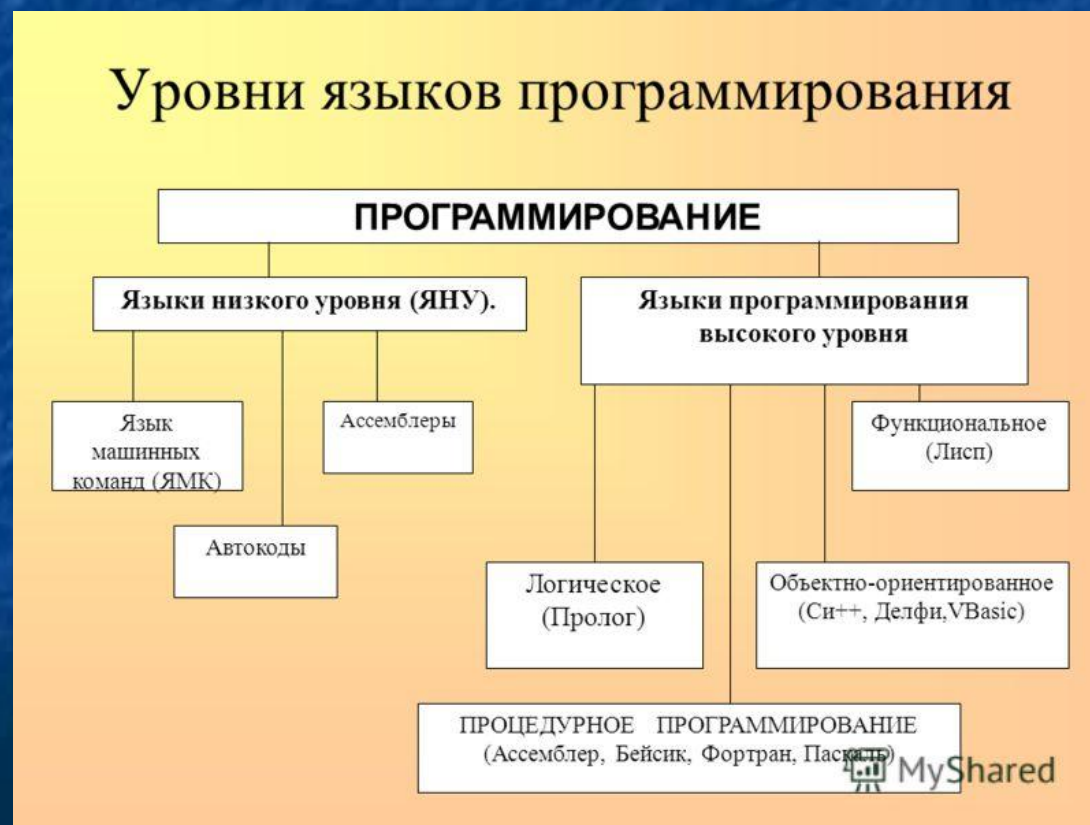 Уровни языков программирования
ПРОГРАММИРОВАНИЕ
Языки низкого уровня (ЯНУ).
Языки программирования
высокого уровня
Язык
машинных
команд (ЯМК)
Ассемблеры
Функциональное
(Лисп)
Автокоды
Логическое
(Пролог)
Объектно-ориентированное
(Си++, Делфи,VBasic)
ПРОЦЕДУРНОЕ ПРОГРАММИРОВАНИЕ
(Ассемблер, Бейсик, Фортран, Паскаль)
MyShared